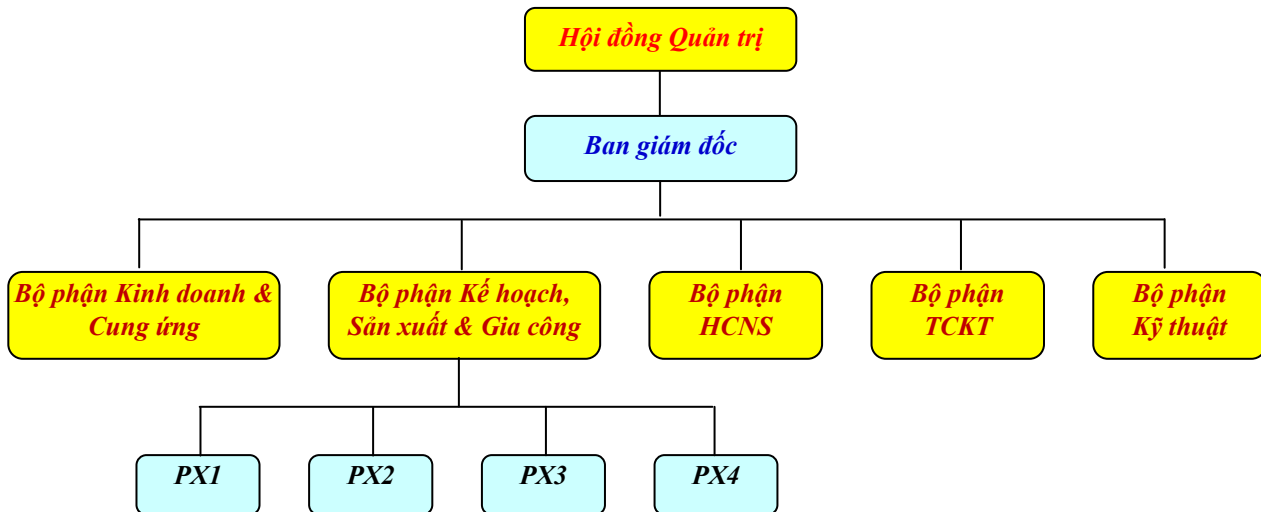 Hội đồng Quản trị
Ban giám đốc
Bộ phận Kinh doanh &
Cung ứng
Bộ phận Kế hoạch,
Sản xuất & Gia công
Bộ phận
HCNS
Bộ phận
TCKT
Bộ phận
Kỹ thuật
PX1
PX2
PX3
PX4